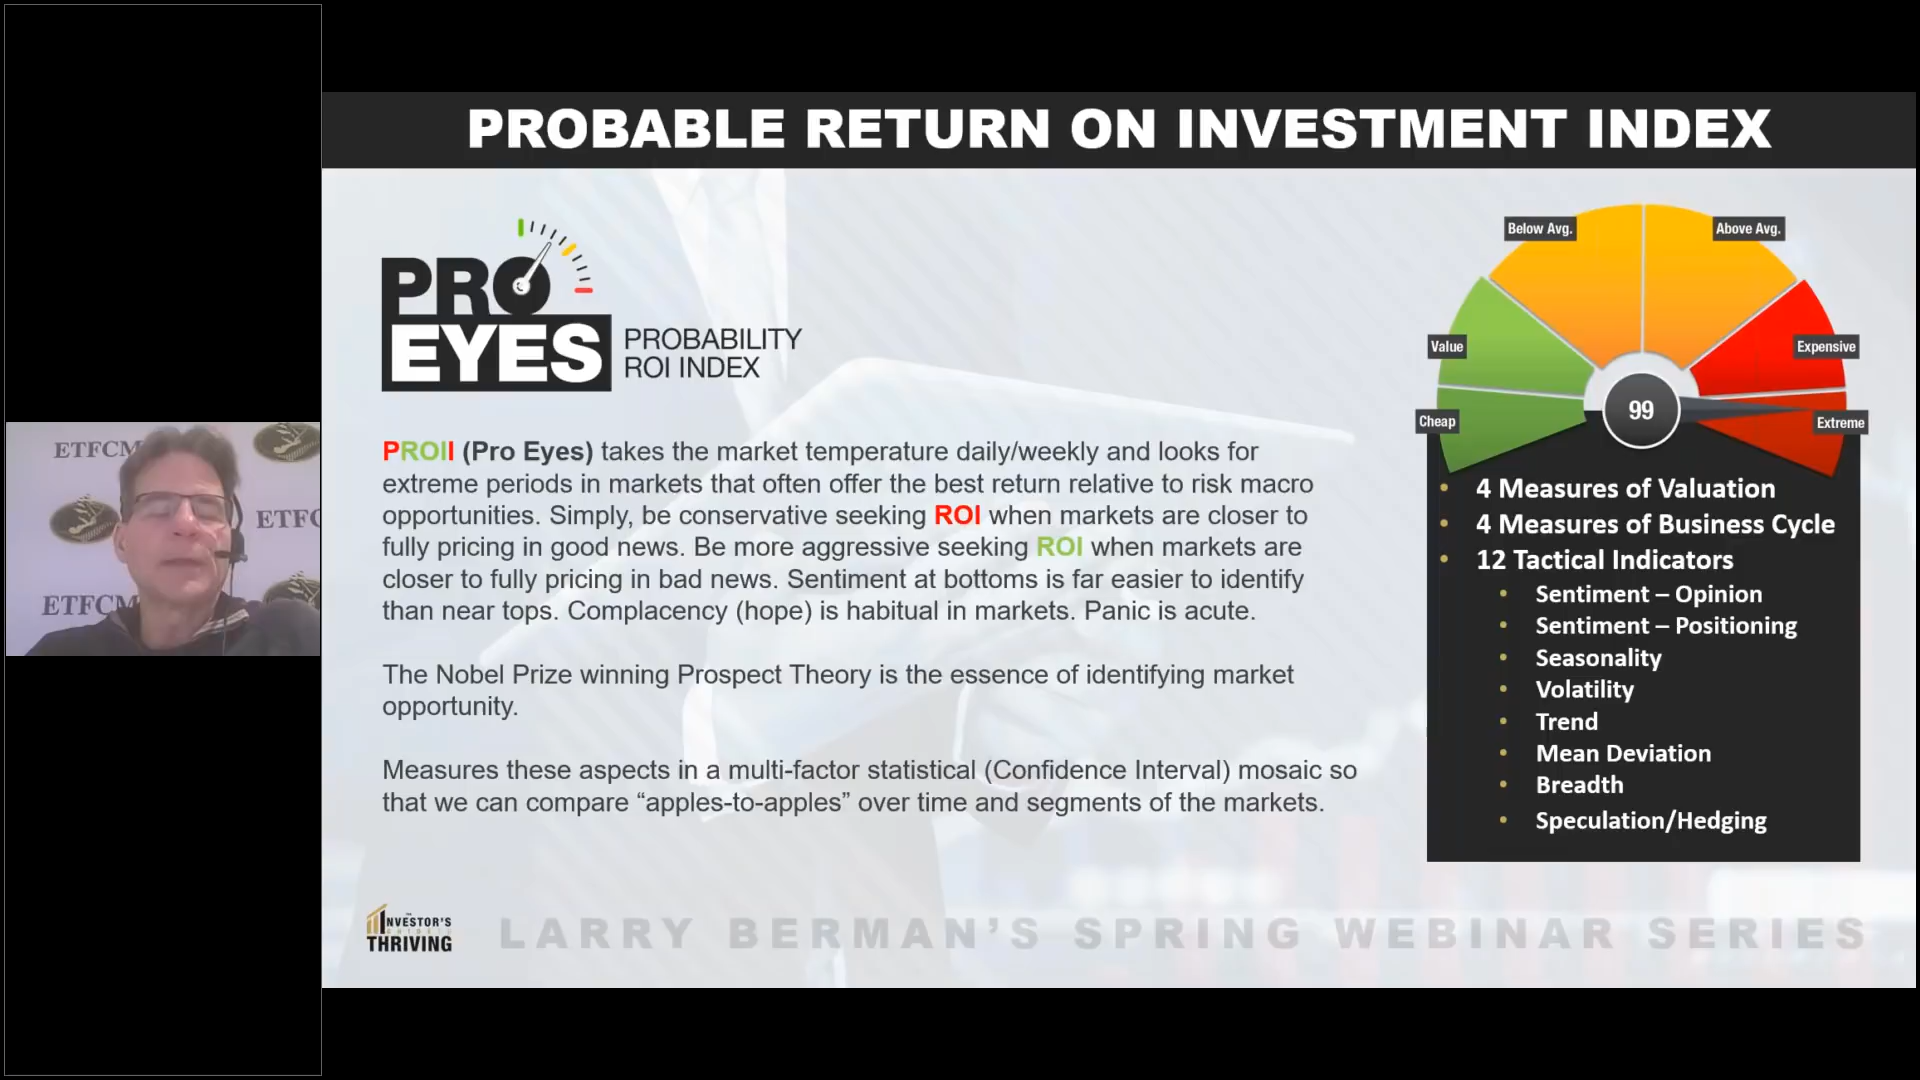 PROBABLE RETURN ON INVESTMENT INDEX
PRO
EYES
PROBABILITY
ROI INDEX
PROII (Pro Eyes) takes the market temperature daily/weekly and looks for
extreme periods in markets that often offer the best return relative to risk macro
opportunities. Simply, be conservative seeking ROI when markets are closer to
fully pricing in good news. Be more aggressive seeking ROI when markets are
closer to fully pricing in bad news. Sentiment at bottoms is far easier to identify
than near tops. Complacency (hope) is habitual in markets. Panic is acute.
The Nobel Prize winning Prospect Theory is the essence of identifying market
opportunity.
Measures these aspects in a multi-factor statistical (Confidence Interval) mosaic so
that we can compare “apples-to-apples” over time and segments of the markets.
Below Avg.
Above Avg.
Value
Expensive
Cheap
99
Extreme
• 4 Measures of Valuation
• 4 Measures of Business Cycle
• 12 Tactical Indicators
• Sentiment – Opinion
• Sentiment – Positioning
• Seasonality
• Volatility
• Trend
• Mean Deviation
• Breadth
• Speculation/Hedging
ETFCM
ETFC
ETFCM
INVESTOR'S
THRIVING
LARRY BERMAN’S SPRING WEBINAR SERIES